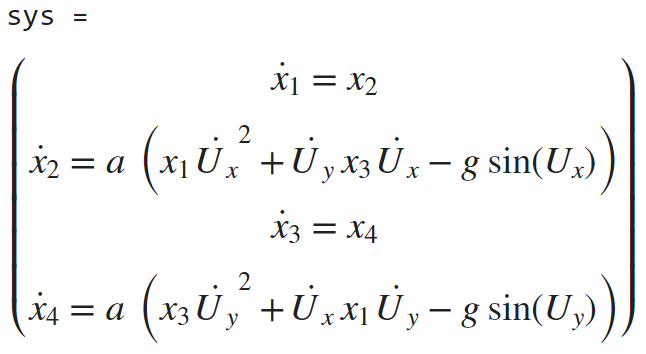 sys =
ẋ₁ = x₂
ẋ₂ = a (x₁ U̇ₓ² + U̇ᵧ x₃ U̇ₓ − g sin(Uₓ))
ẋ₃ = x₄
ẋ₄ = a (x₃ U̇ᵧ² + U̇ₓ x₁ U̇ᵧ − g sin(Uᵧ))